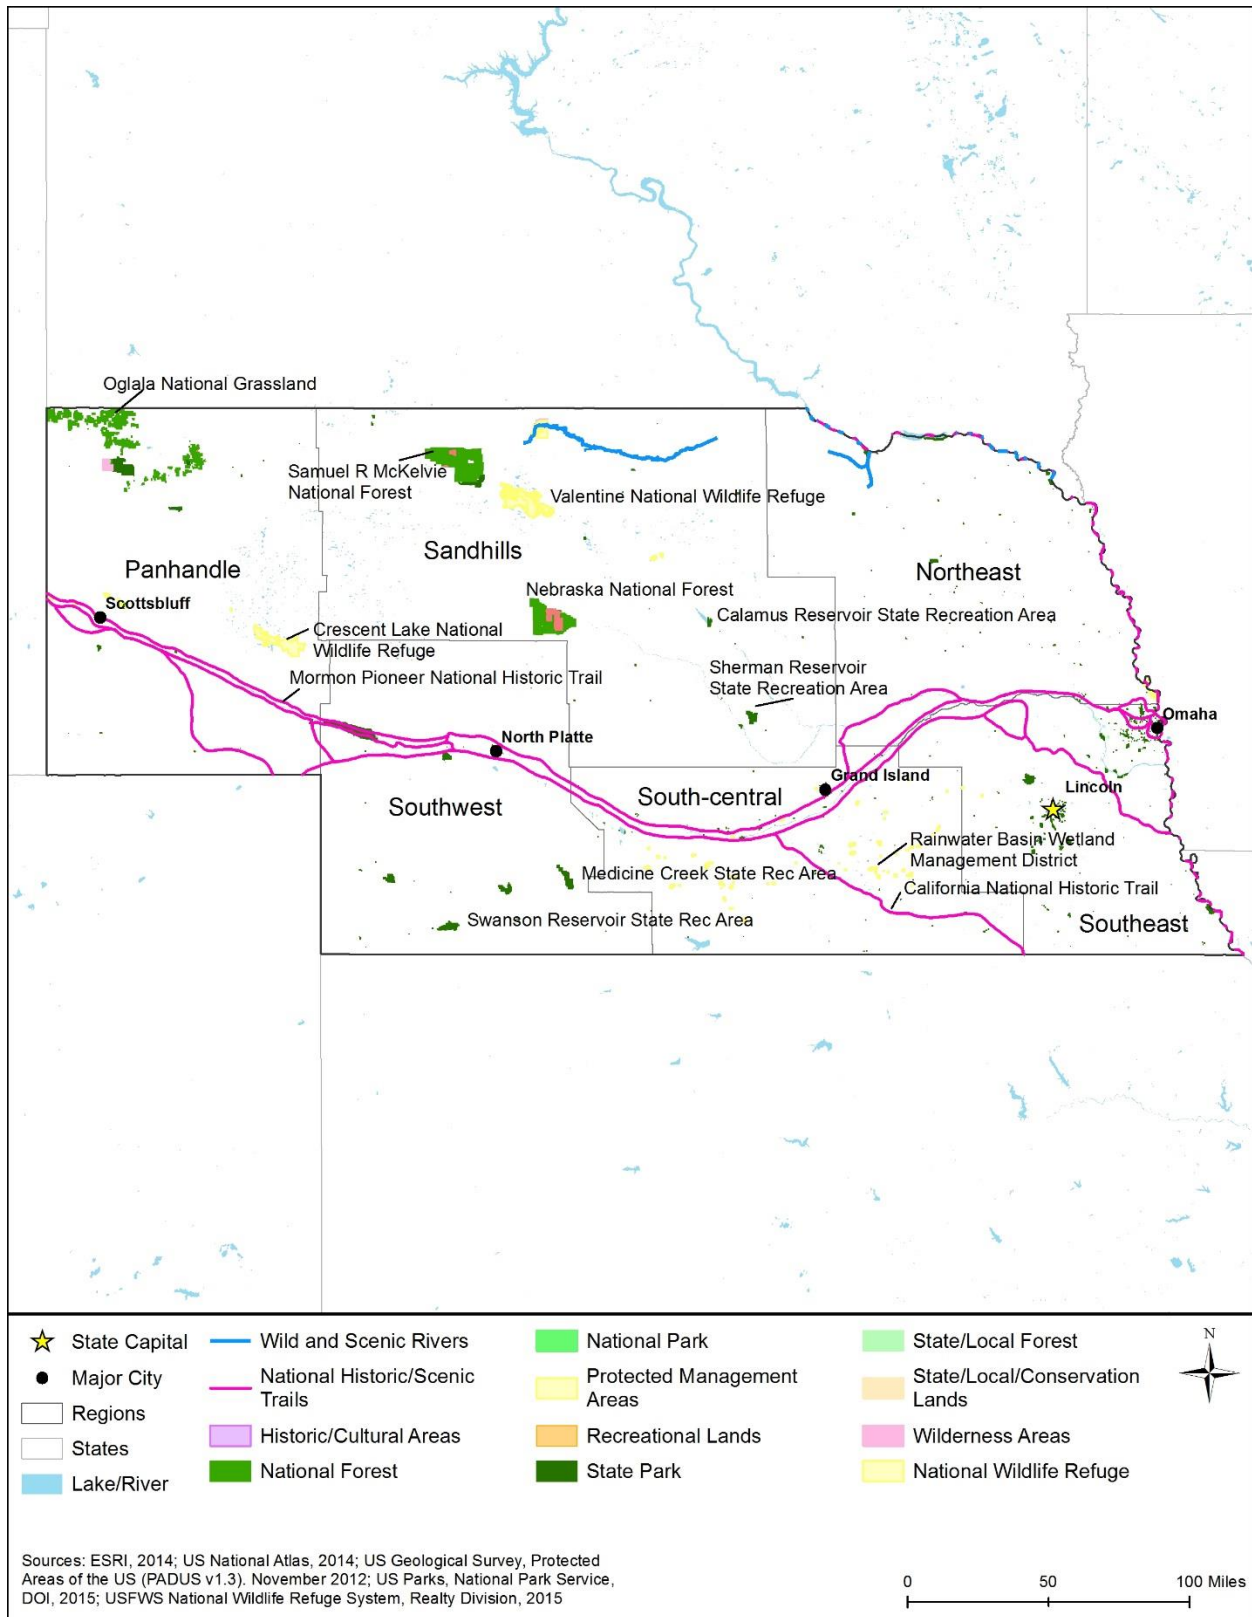 Oglala National Grassland
Samuel R McKelvie
National Forest
Valentine National Wildlife Refuge
Sandhills
Panhandle
Northeast
Nebraska National Forest
Scottsbluff
Calamus Reservoir State Recreation Area
Crescent Lake National
Wildlife Refuge
Sherman Reservoir
State Recreation Area
Mormon Pioneer National Historic Trail
Omaha
North Platte
Grand Island
Lincoln
South-central
Southwest
Rainwater Basin Wetland
Management District
Medicine Creek State Rec Area
California National Historic Trail
Swanson Reservoir State Rec Area
Southeast
State Capital
Major City
Regions
States
Lake/River
Wild and Scenic Rivers
National Historic/Scenic
Trails
Historic/Cultural Areas
National Forest
National Park
Protected Management
Areas
Recreational Lands
State Park
State/Local Forest
State/Local/Conservation
Lands
Wilderness Areas
National Wildlife Refuge
N
Sources: ESRI, 2014; US National Atlas, 2014; US Geological Survey, Protected
Areas of the US (PADUS v1.3). November 2012; US Parks, National Park Service,
DOI, 2015; USFWS National Wildlife Refuge System, Realty Division, 2015
0 50 100 Miles